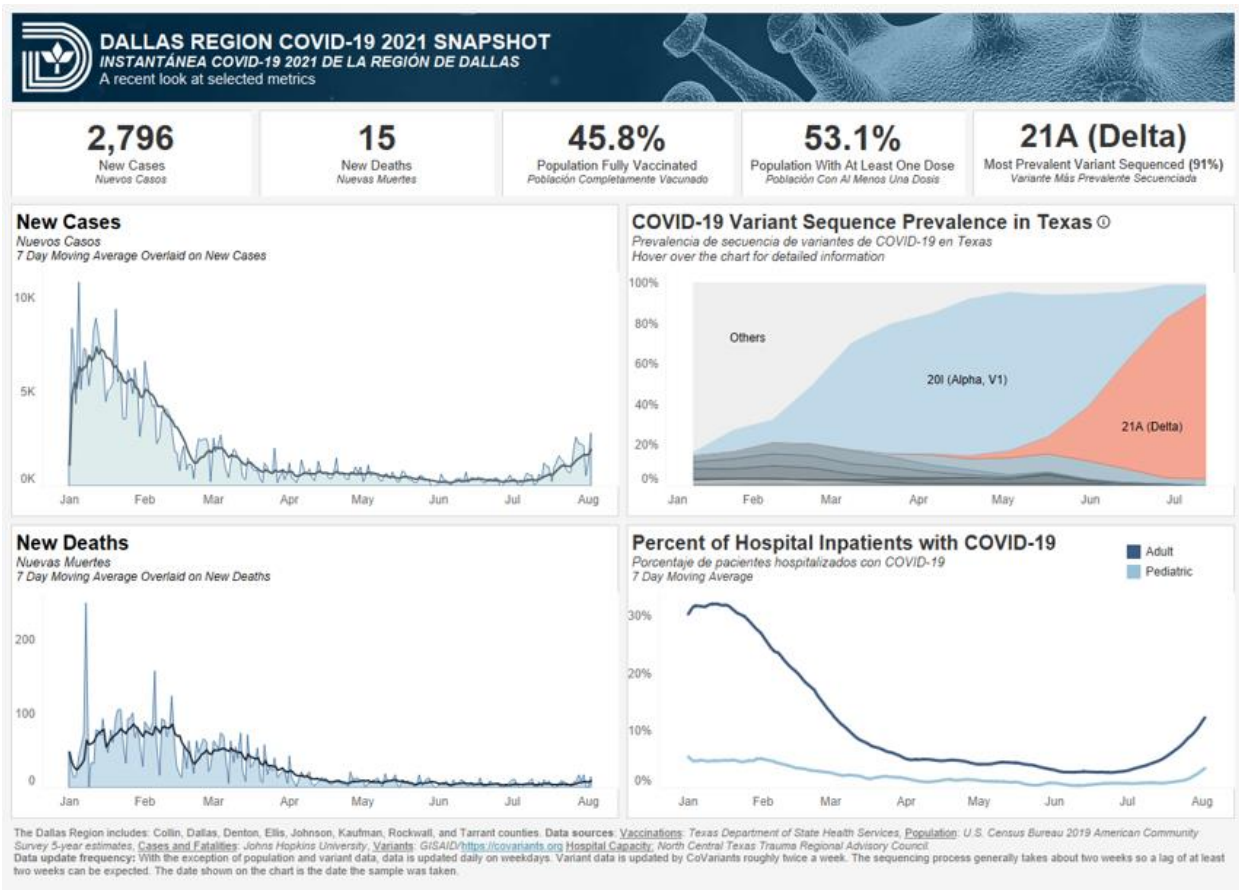 DALLAS REGION COVID-19 2021 SNAPSHOT
INSTANTÁNEA COVID-19 2021 DE LA REGIÓN DE DALLAS
A recent look at selected metrics
2,796
New Cases
Nuevos Casos
15
New Deaths
Nuevas Muertes
45.8%
Population Fully Vaccinated
Población Completamente Vacunado
53.1%
Population With At Least One Dose
Población Con Al Menos Una Dosis
21A (Delta)
Most Prevalent Variant Sequenced (91%)
Variante Más Prevalente Secuenciada
New Cases
Nuevos Casos
7 Day Moving Average Overlaid on New Cases
10K
5K
0K
Jan Feb Mar Apr May Jun Jul Aug
COVID-19 Variant Sequence Prevalence in Texas
Prevalencia de secuencia de variantes de COVID-19 en Texas
Hover over the chart for detailed information
100%
80%
60%
40%
20%
0%
Others
20I (Alpha, V1)
21A (Delta)
Jan Feb Mar Apr May Jun Jul
New Deaths
Nuevas Muertes
7 Day Moving Average Overlaid on New Deaths
200
100
0
Jan Feb Mar Apr May Jun Jul Aug
Percent of Hospital Inpatients with COVID-19
Porcentaje de pacientes hospitalizados con COVID-19
7 Day Moving Average
Adult
Pediatric
30%
20%
10%
0%
Jan Feb Mar Apr May Jun Jul Aug
The Dallas Region includes: Collin, Dallas, Denton, Ellis, Johnson, Kaufman, Rockwall, and Tarrant counties. Data sources: Vaccinations: Texas Department of State Health Services, Population: U.S. Census Bureau 2019 American Community
Survey 5-year estimates, Cases and Fatalities: Johns Hopkins University, Variants: GISAID/https://covariants.org Hospital Capacity: North Central Texas Trauma Regional Advisory Council.
Data update frequency: With the exception of population and variant data, data is updated daily on weekdays. Variant data is updated by CoVariants roughly twice a week. The sequencing process generally takes about two weeks so a lag of at least
two weeks can be expected. The date shown on the chart is the date the sample was taken.